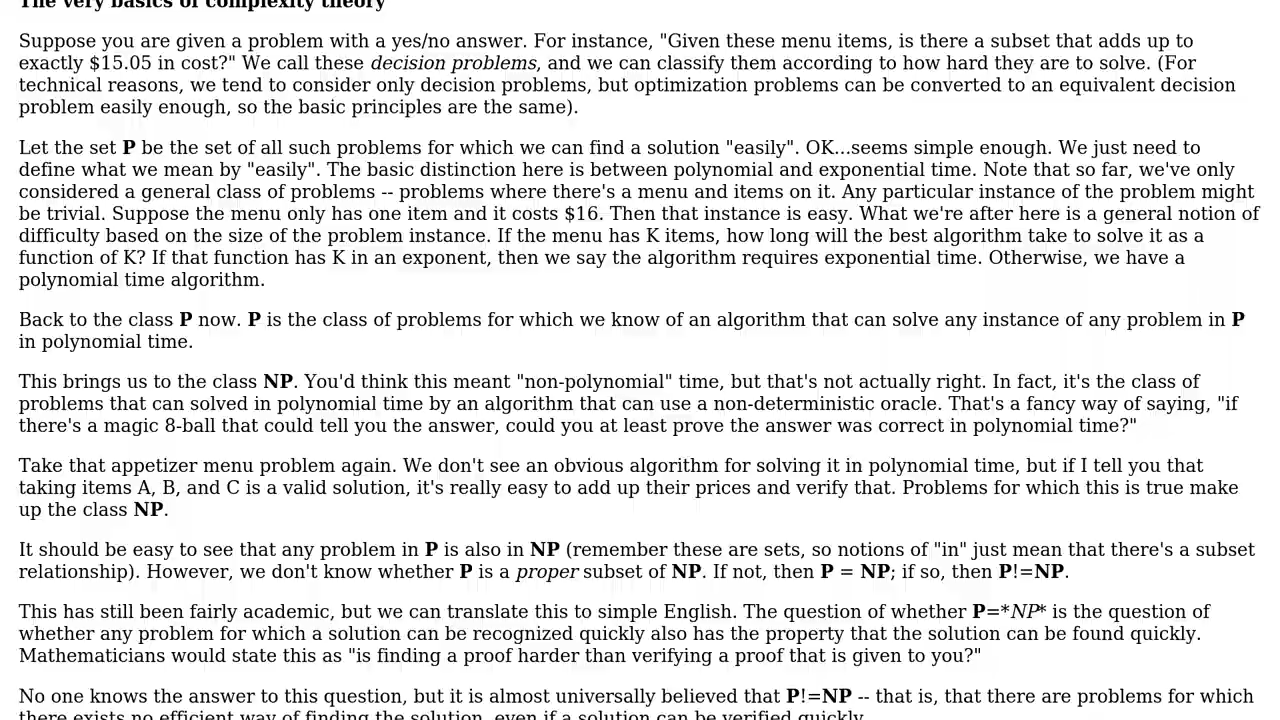 The very basics of complexity theory
Suppose you are given a problem with a yes/no answer. For instance, "Given these menu items, is there a subset that adds up to
exactly $15.05 in cost?" We call these decision problems, and we can classify them according to how hard they are to solve. (For
technical reasons, we tend to consider only decision problems, but optimization problems can be converted to an equivalent decision
problem easily enough, so the basic principles are the same).
Let the set P be the set of all such problems for which we can find a solution "easily". OK...seems simple enough. We just need to
define what we mean by "easily". The basic distinction here is between polynomial and exponential time. Note that so far, we've only
considered a general class of problems -- problems where there's a menu and items on it. Any particular instance of the problem might
be trivial. Suppose the menu only has one item and it costs $16. Then that instance is easy. What we're after here is a general notion of
difficulty based on the size of the problem instance. If the menu has K items, how long will the best algorithm take to solve it as a
function of K? If that function has K in an exponent, then we say the algorithm requires exponential time. Otherwise, we have a
polynomial time algorithm.
Back to the class P now. P is the class of problems for which we know of an algorithm that can solve any instance of any problem in P
in polynomial time.
This brings us to the class NP. You'd think this meant "non-polynomial" time, but that's not actually right. In fact, it's the class of
problems that can solved in polynomial time by an algorithm that can use a non-deterministic oracle. That's a fancy way of saying, "if
there's a magic 8-ball that could tell you the answer, could you at least prove the answer was correct in polynomial time?"
Take that appetizer menu problem again. We don't see an obvious algorithm for solving it in polynomial time, but if I tell you that
taking items A, B, and C is a valid solution, it's really easy to add up their prices and verify that. Problems for which this is true make
up the class NP.
It should be easy to see that any problem in P is also in NP (remember these are sets, so notions of "in" just mean that there's a subset
relationship). However, we don't know whether P is a proper subset of NP. If not, then P = NP; if so, then P!=NP.
This has still been fairly academic, but we can translate this to simple English. The question of whether P=*NP* is the question of
whether any problem for which a solution can be recognized quickly also has the property that the solution can be found quickly.
Mathematicians would state this as "is finding a proof harder than verifying a proof that is given to you?"
No one knows the answer to this question, but it is almost universally believed that P!=NP -- that is, that there are problems for which
there exists no efficient way of finding the solution, even if a solution can be verified quickly.